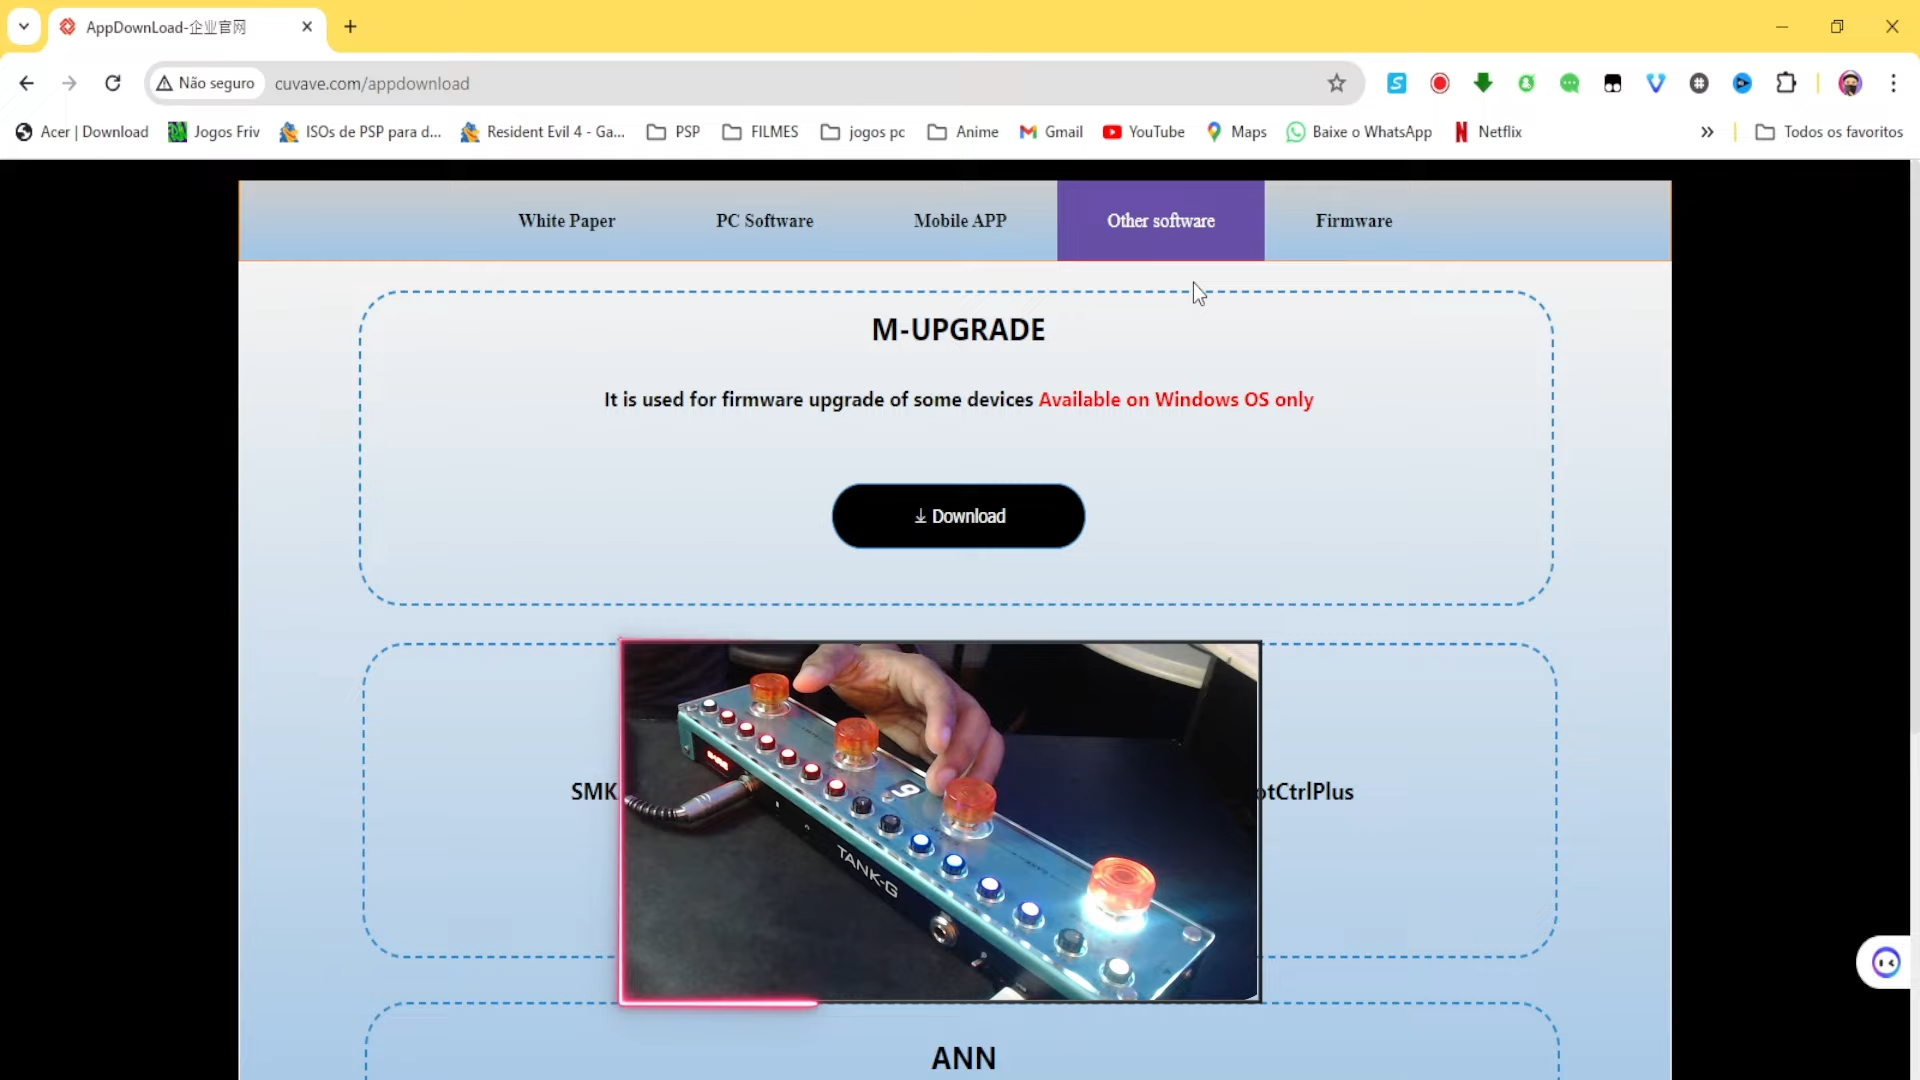 AppDownLoad-企业官网
Não seguro
cuvave.com/appdownload
Acer | Download
Jogos Friv
ISOs de PSP para d...
Resident Evil 4 - Ga...
PSP
FILMES
jogos pc
Anime
Gmail
YouTube
Maps
Baixe o WhatsApp
Netflix
Todos os favoritos
White Paper
PC Software
Mobile APP
Other software
Firmware
M-UPGRADE
It is used for firmware upgrade of some devices Available on Windows OS only
Download
SMK
otCtrlPlus
9
TANK-G
ANN